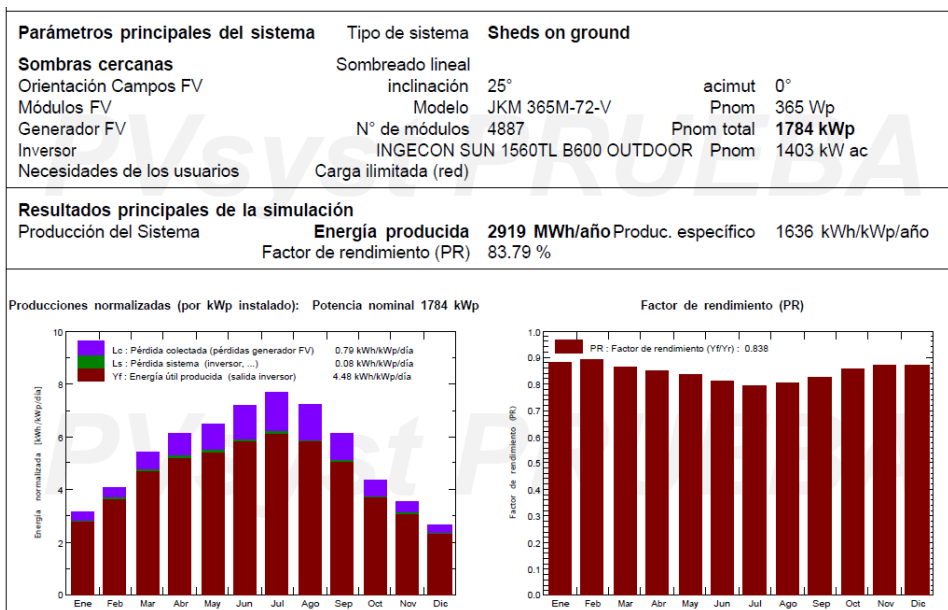 Parámetros principales del sistema Tipo de sistema Sheds on ground
Sombras cercanas Sombreado lineal
Orientación Campos FV inclinación 25° acimut 0°
Módulos FV Modelo JKM 365M-72-V Pnom 365 Wp
Generador FV N° de módulos 4887 Pnom total 1784 kWp
Inversor INGECON SUN 1560TL B600 OUTDOOR Pnom 1403 kW ac
Necesidades de los usuarios Carga ilimitada (red)
PVsyst PRUEBA
Resultados principales de la simulación
Producción del Sistema Energía producida 2919 MWh/año Produc. específico 1636 kWh/kWp/año
Factor de rendimiento (PR) 83.79 %
Producciones normalizadas (por kWp instalado): Potencia nominal 1784 kWp
Lc : Pérdida colectada (pérdidas generador FV) 0.79 kWh/kWp/día
Ls : Pérdida sistema (inversor, ...) 0.08 kWh/kWp/día
Yf : Energía útil producida (salida inversor) 4.48 kWh/kWp/día
Energía normalizada [kWh/kWp/día]
10
8
6
4
2
0
Ene Feb Mar Abr May Jun Jul Ago Sep Oct Nov Dic
Factor de rendimiento (PR)
PR : Factor de rendimiento (Yf/Yr) : 0.838
Factor de rendimiento (PR)
1.0
0.9
0.8
0.7
0.6
0.5
0.4
0.3
0.2
0.1
0.0
Ene Feb Mar Abr May Jun Jul Ago Sep Oct Nov Dic
PVsyst PRUEBA